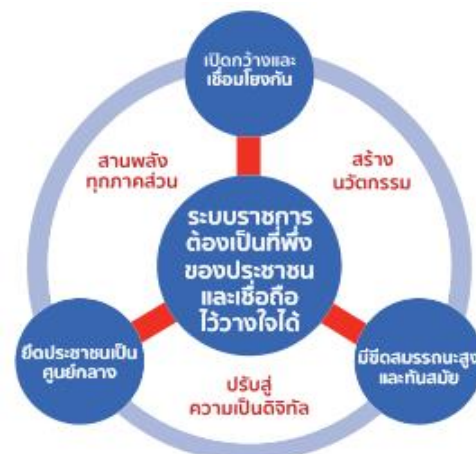 เปิดกว้างและ
เชื่อมโยงกัน
สานพลัง
ทุกภาคส่วน
สร้าง
นวัตกรรม
ระบบราชการ
ต้องเป็นที่พึ่ง
ของประชาชน
และเชื่อถือ
ไว้วางใจได้
ยึดประชาชนเป็น
ศูนย์กลาง
มีขีดสมรรถนะสูง
และทันสมัย
ปรับสู่
ความเป็นดิจิทัล